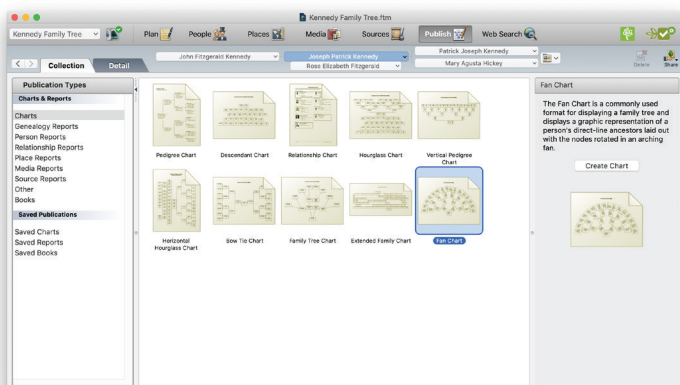 Kennedy Family Tree.ftm
Kennedy Family Tree
Plan
People
Places
Media
Sources
Publish
Web Search
Collection
Detail
John Fitzgerald Kennedy
Joseph Patrick Kennedy
Ross Elizabeth Fitzgerald
Patrick Joseph Kennedy
Mary Agusta Hickey
Delete
Share
Publication Types
Charts & Reports
Charts
Genealogy Reports
Person Reports
Relationship Reports
Place Reports
Media Reports
Source Reports
Other
Books
Saved Publications
Saved Charts
Saved Reports
Saved Books
Pedigree Chart
Descendant Chart
Relationship Chart
Hourglass Chart
Vertical Pedigree
Chart
Horizontal
Hourglass Chart
Bow Tie Chart
Family Tree Chart
Extended Family Chart
Fan Chart
Fan Chart
The Fan Chart is a commonly used
format for displaying a family tree and
displays a graphic representation of a
person's direct-line ancestors laid out
with the nodes rotated in an arching
fan.
Create Chart